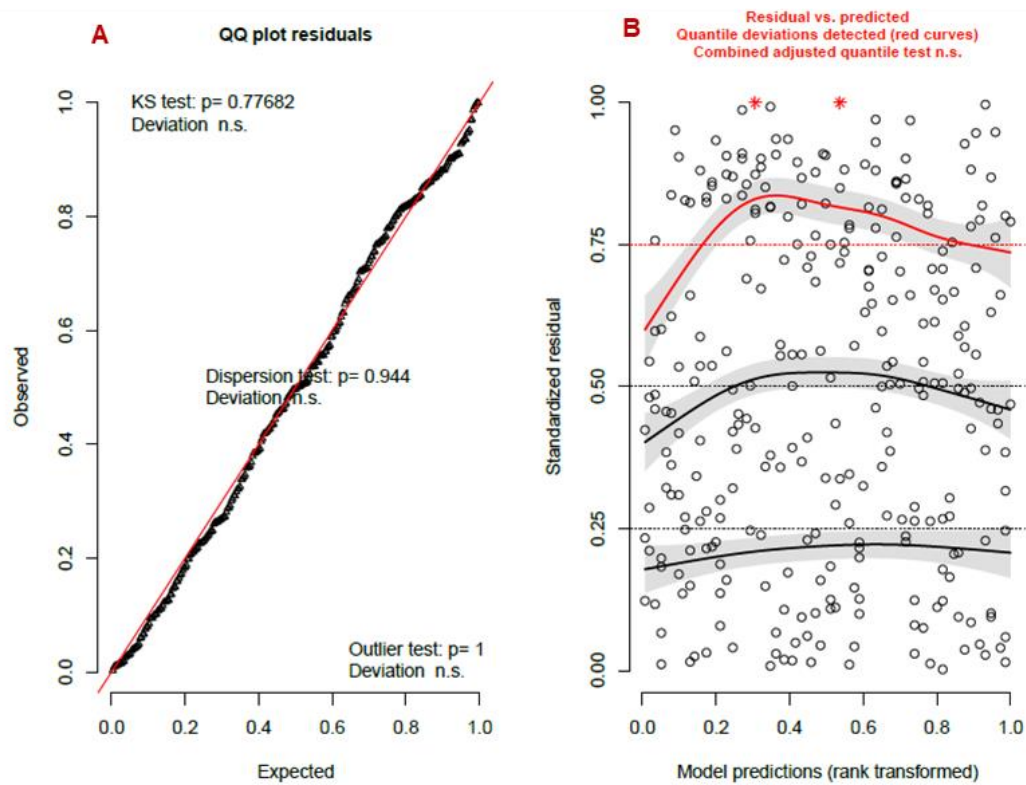 A
QQ plot residuals
KS test: p= 0.77682
Deviation n.s.
Dispersion test: p= 0.944
Deviation n.s.
Outlier test: p= 1
Deviation n.s.
Observed
0.0
0.2
0.4
0.6
0.8
1.0
0.0 0.2 0.4 0.6 0.8 1.0
Expected
B
Residual vs. predicted
Quantile deviations detected (red curves)
Combined adjusted quantile test n.s.
Standardized residual
1.00
0.75
0.50
0.25
0.00
0.0 0.2 0.4 0.6 0.8 1.0
Model predictions (rank transformed)